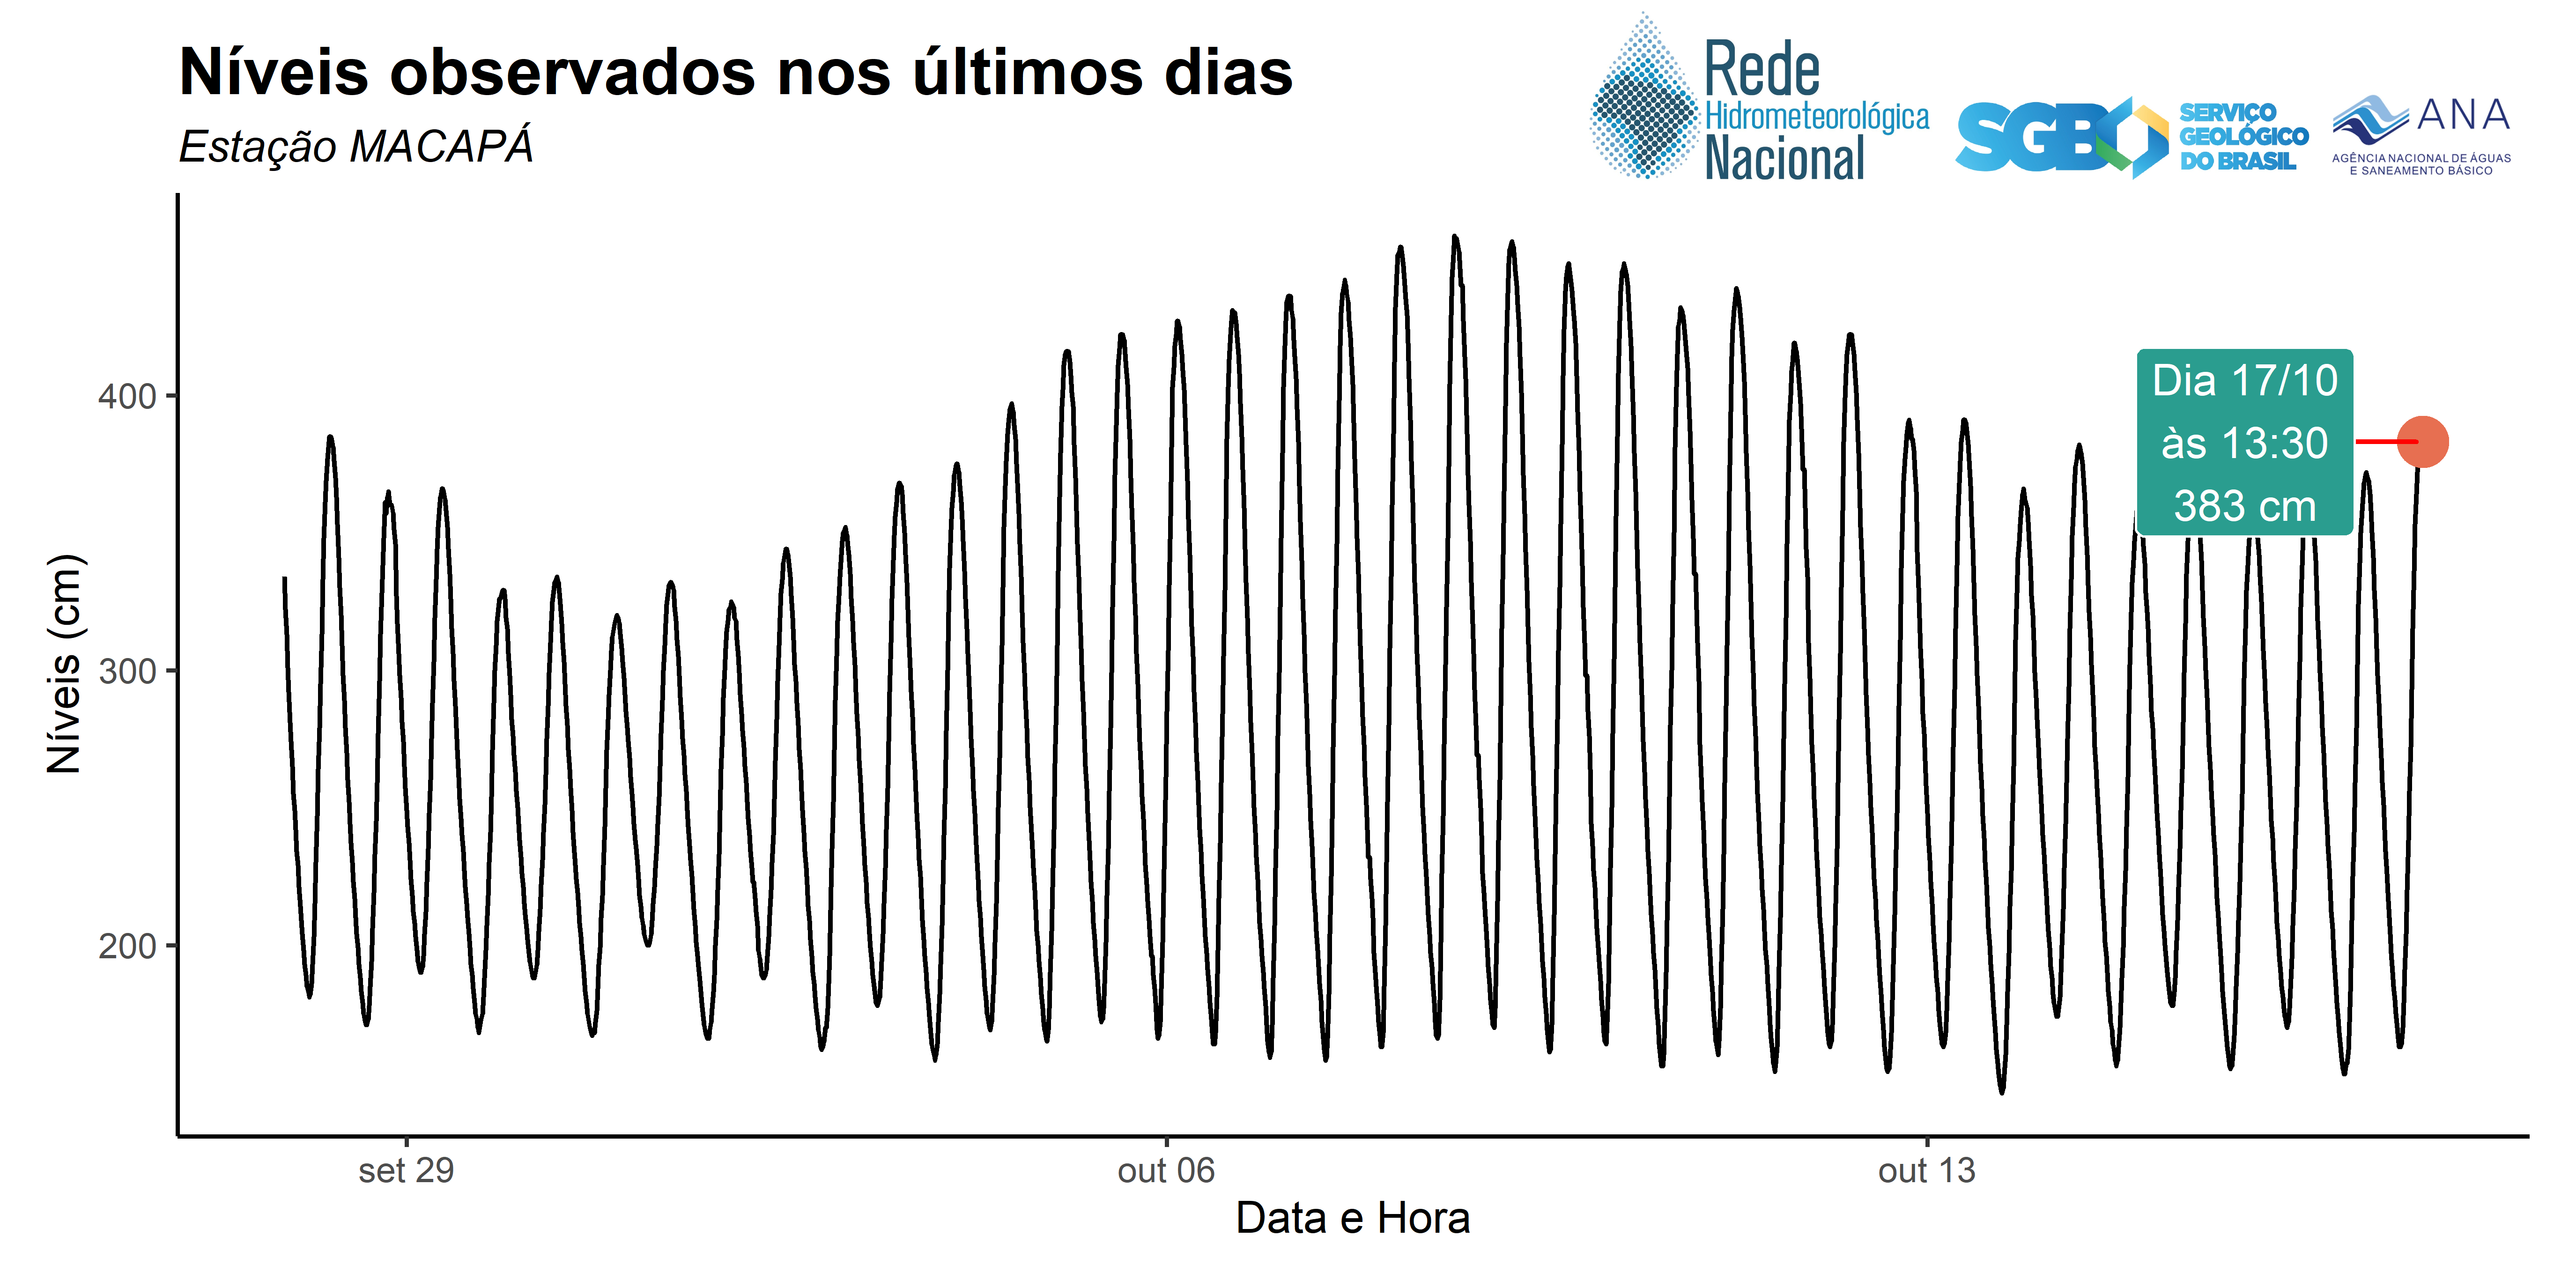 Níveis observados nos últimos dias
Estação MACAPÁ
Rede
Hidrometeorológica
Nacional
SGB
SERVIÇO
GEOLÓGICO
DO BRASIL
ANA
AGÊNCIA NACIONAL DE ÁGUAS
E SANEAMENTO BÁSICO
Níveis (cm)
400
300
200
Dia 17/10
às 13:30
383 cm
set 29
out 06
out 13
Data e Hora